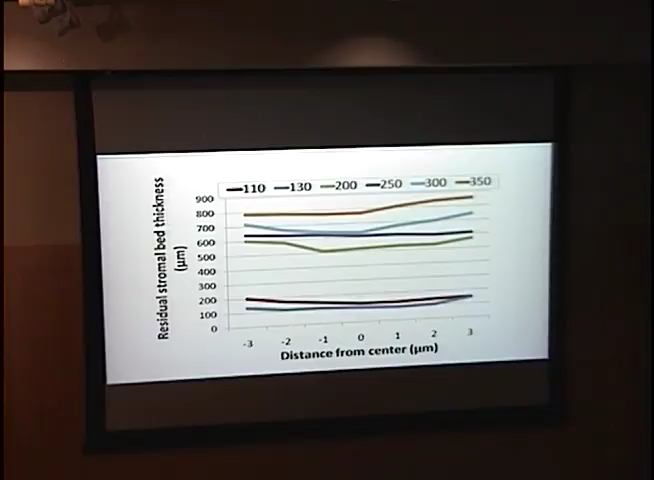 110 130 200 250 300 350
Residual stromal bed thickness
(µm)
900
800
700
600
500
400
300
200
100
0
-3 -2 -1 0 1 2 3
Distance from center (µm)